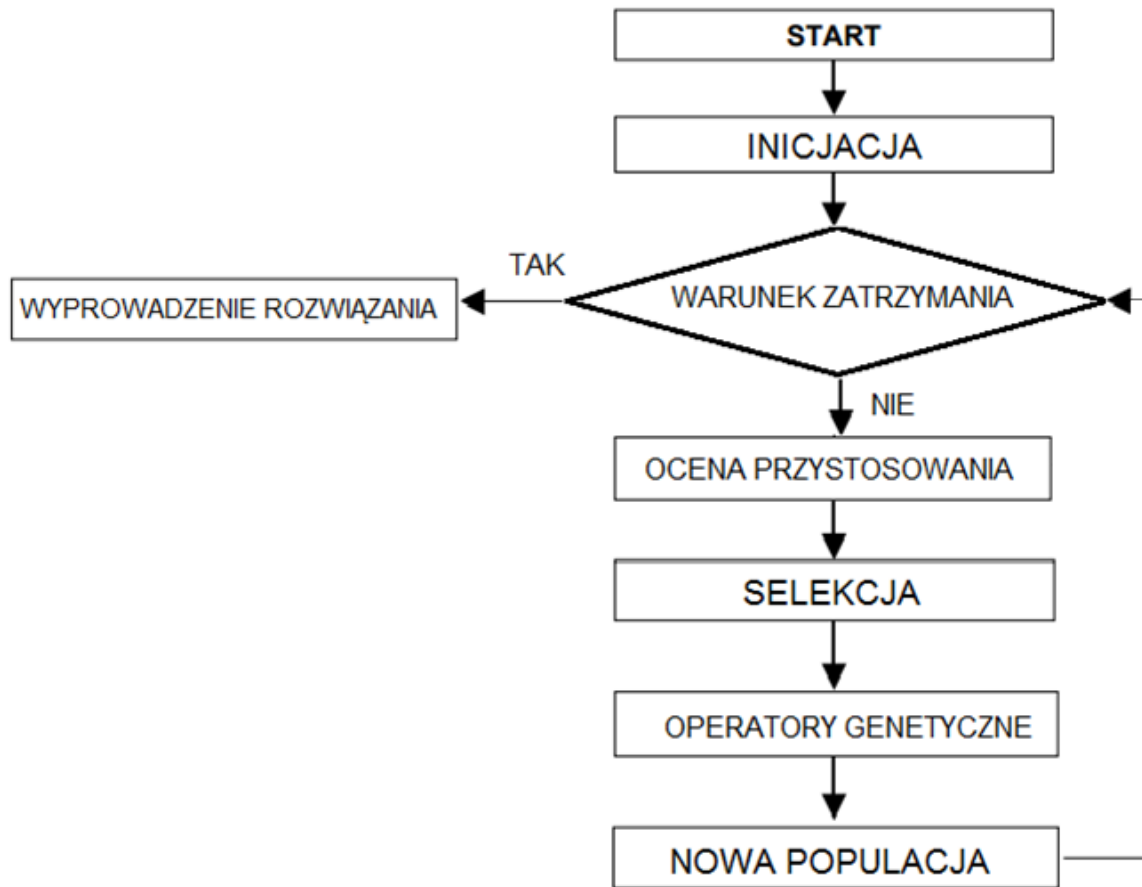 START
INICJACJA
TAK
WARUNEK ZATRZYMANIA
WYPROWADZENIE ROZWIĄZANIA
NIE
OCENA PRZYSTOSOWANIA
SELEKCJA
OPERATORY GENETYCZNE
NOWA POPULACJA